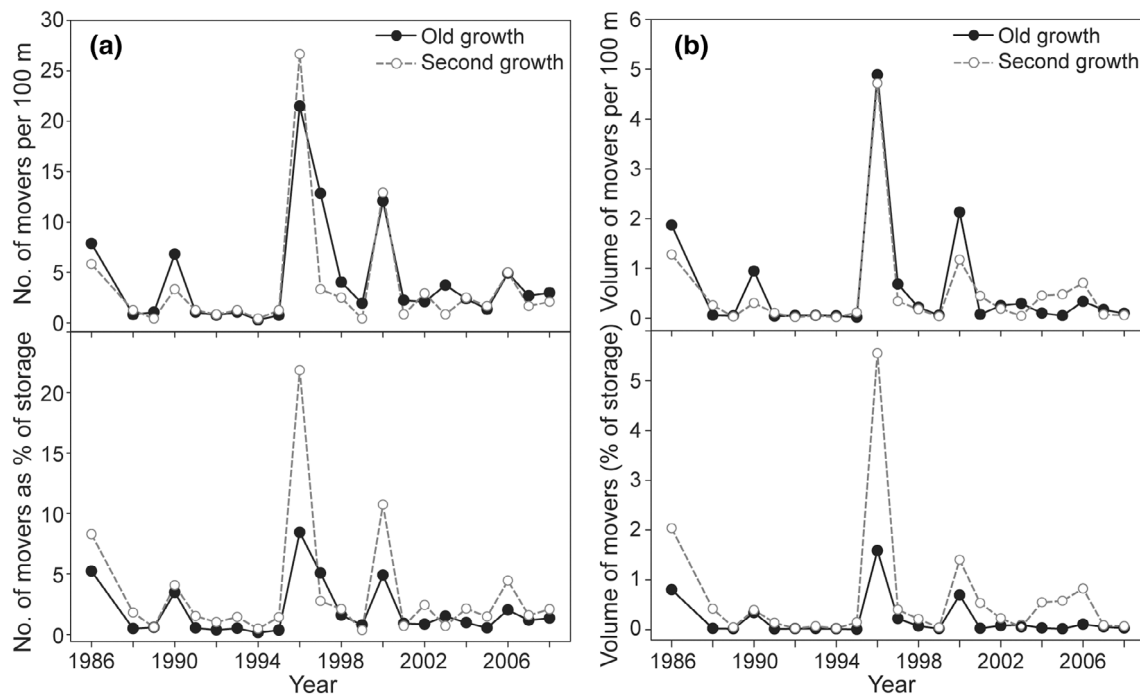 (a)
Old growth
Second growth
No. of movers per 100 m
30
25
20
15
10
5
0
No. of movers as % of storage
20
15
10
5
0
1986 1990 1994 1998 2002 2006
Year
(b)
Old growth
Second growth
Volume of movers per 100 m
6
5
4
3
2
1
0
Volume of movers (% of storage)
5
4
3
2
1
0
1986 1990 1994 1998 2002 2006
Year